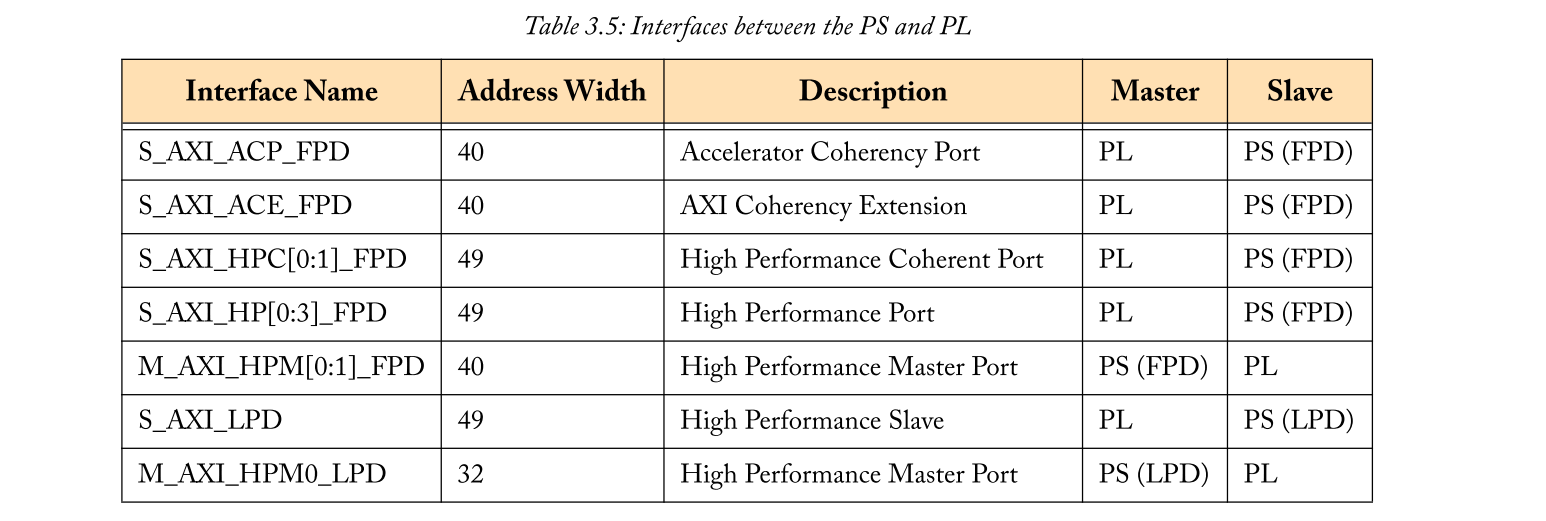 Table 3.5: Interfaces between the PS and PL
Interface Name Address Width Description Master Slave
S_AXI_ACP_FPD 40 Accelerator Coherency Port PL PS (FPD)
S_AXI_ACE_FPD 40 AXI Coherency Extension PL PS (FPD)
S_AXI_HPC[0:1]_FPD 49 High Performance Coherent Port PL PS (FPD)
S_AXI_HP[0:3]_FPD 49 High Performance Port PL PS (FPD)
M_AXI_HPM[0:1]_FPD 40 High Performance Master Port PS (FPD) PL
S_AXI_LPD 49 High Performance Slave PL PS (LPD)
M_AXI_HPM0_LPD 32 High Performance Master Port PS (LPD) PL